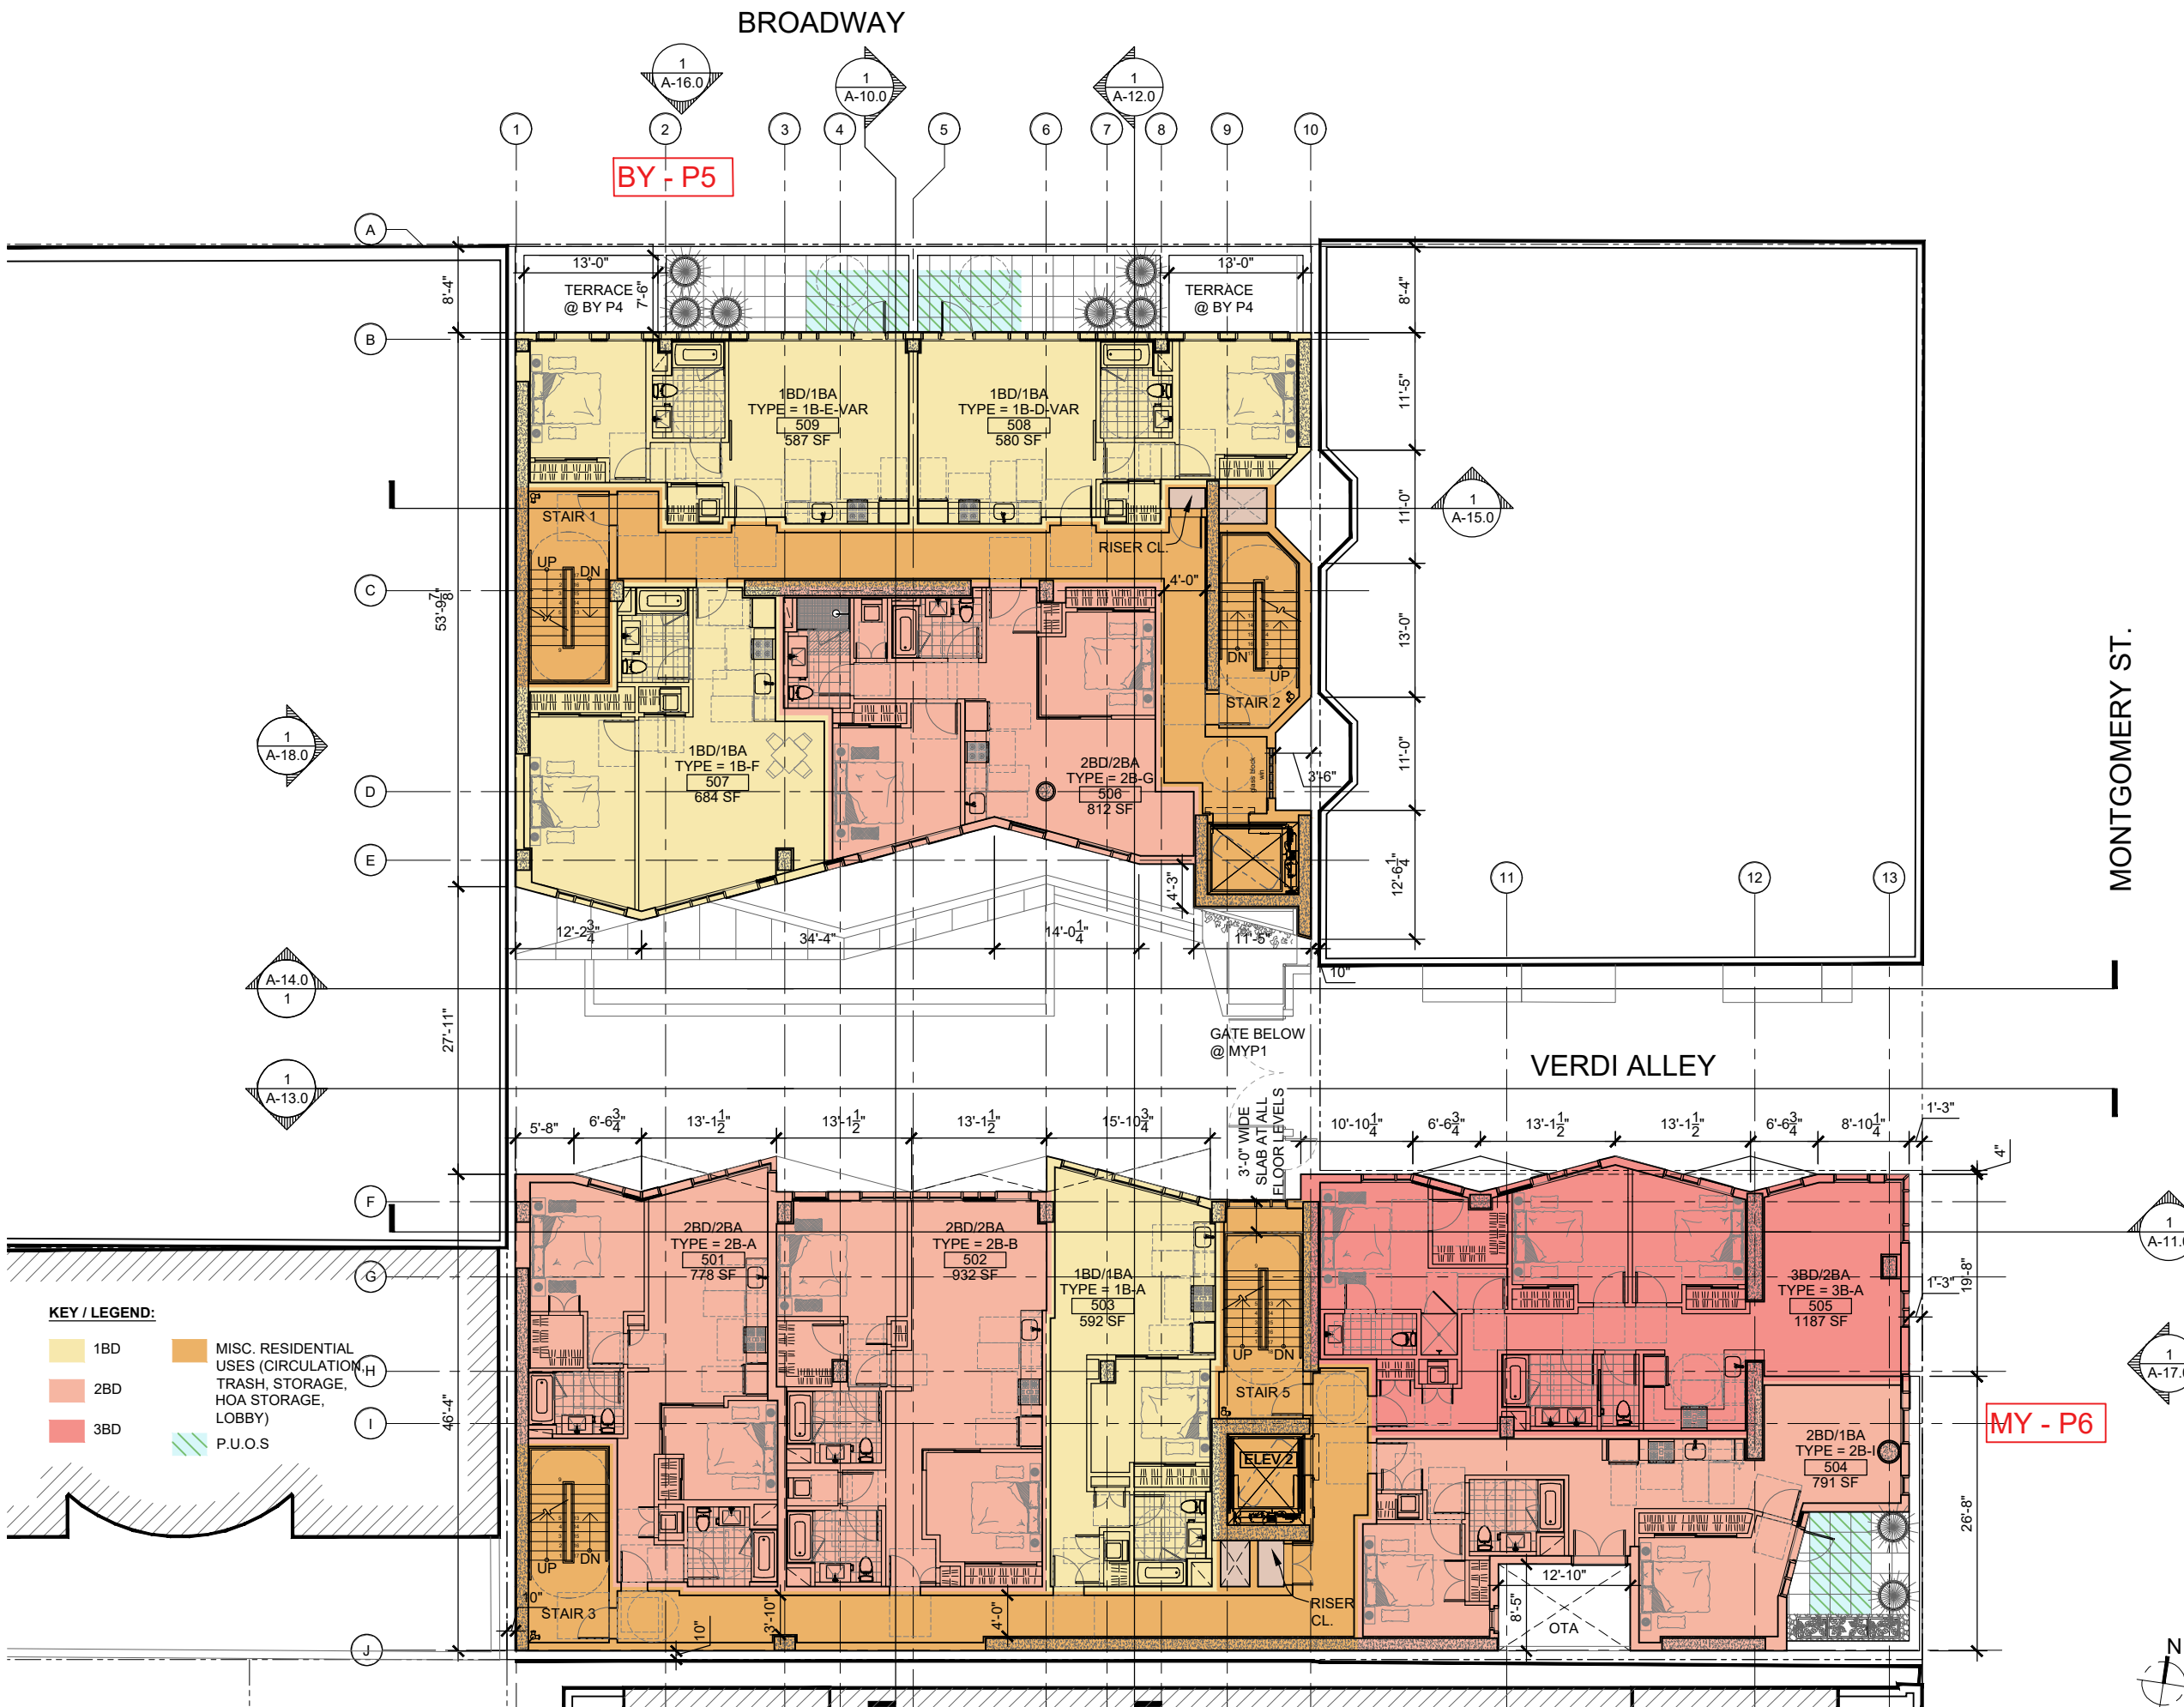 BROADWAY
1
A-16.0
1
A-10.0
1
A-12.0
1
2
3
4
5
6
7
8
9
10
BY - P5
A
13'-0"
TERRACE
@ BY P4
7'-6"
13'-0"
TERRACE
@ BY P4
8'-4"
8'-4"
B
1BD/1BA
TYPE = 1B-E-VAR
509
587 SF
1BD/1BA
TYPE = 1B-D-VAR
508
580 SF
11'-5"
STAIR 1
UP
DN
RISER CL.
11'-0"
1
A-15.0
C
53'-9 7/8"
4'-0"
13'-0"
DN
UP
STAIR 2
MONTGOMERY ST.
1
A-18.0
1BD/1BA
TYPE = 1B-F
507
684 SF
2BD/2BA
TYPE = 2B-G
506
812 SF
glass block
win
3'-6"
11'-0"
D
E
4'-3"
12'-6 1/4"
11
12
13
12'-2 3/4"
34'-4"
14'-0 1/4"
11'-5"
10"
A-14.0
1
27'-11"
GATE BELOW
@ MYP1
VERDI ALLEY
1
A-13.0
5'-8"
6'-6 3/4"
13'-1 1/2"
13'-1 1/2"
13'-1 1/2"
15'-10 3/4"
3'-0" WIDE
SLAB AT ALL
FLOOR LEVELS
10'-10 1/4"
6'-6 3/4"
13'-1 1/2"
13'-1 1/2"
6'-6 3/4"
8'-10 1/4"
1'-3"
4"
F
2BD/2BA
TYPE = 2B-A
501
778 SF
2BD/2BA
TYPE = 2B-B
502
932 SF
1BD/1BA
TYPE = 1B-A
503
592 SF
3BD/2BA
TYPE = 3B-A
505
1187 SF
1
A-11.0
G
19'-8"
1'-3"
KEY / LEGEND:
1BD
2BD
3BD
MISC. RESIDENTIAL
USES (CIRCULATION,
TRASH, STORAGE,
HOA STORAGE,
LOBBY)
P.U.O.S
H
I
UP
DN
STAIR 5
1
A-17.0
46'-4"
MY - P6
ELEV 2
2BD/1BA
TYPE = 2B-I
504
791 SF
26'-8"
UP
DN
STAIR 3
10"
3'-10"
10"
4'-0"
RISER
CL.
12'-10"
8'-5"
OTA
J
N